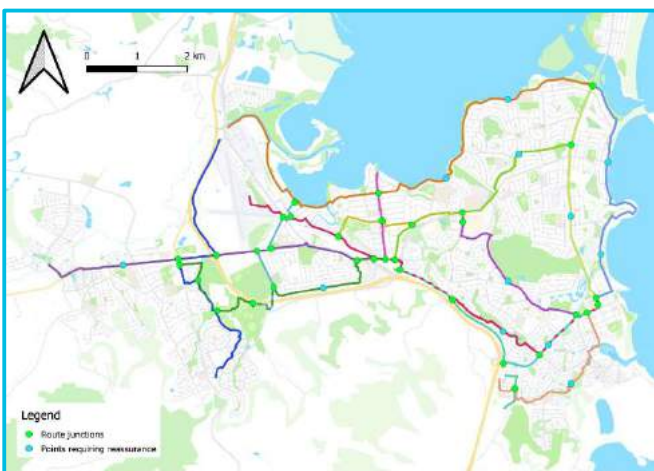 0 1 2 km
Legend
Route junctions
Points requiring reassurance